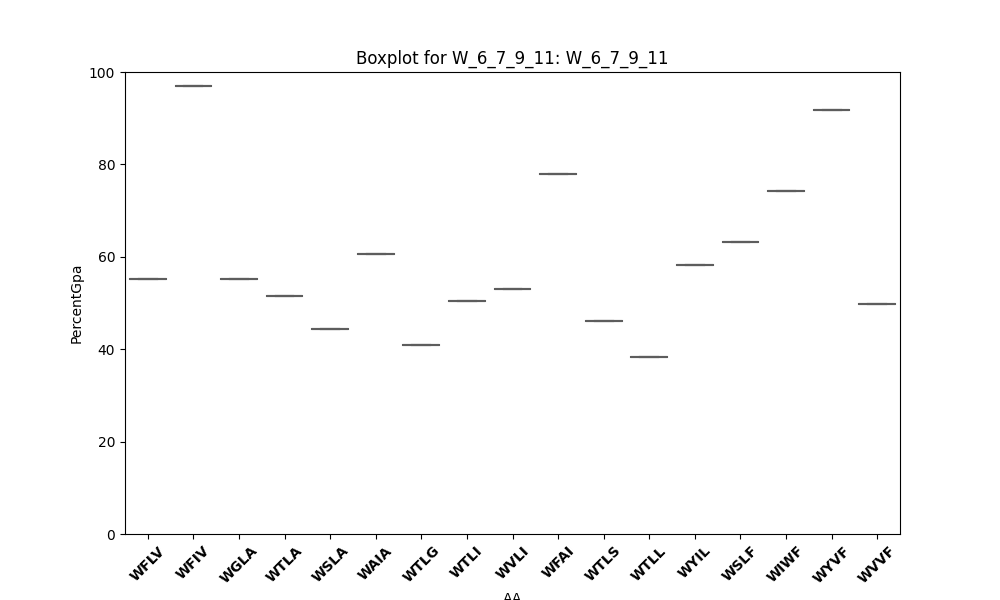 Boxplot for W_6_7_9_11: W_6_7_9_11
100
80
60
40
20
0
PercentGpa
WFLV WFIV WGLA WTLA WSLA WAIA WTLG WTLI WVLI WFAI WTLS WTLL WYIL WSLF WIWF WYVF WVVF
AA